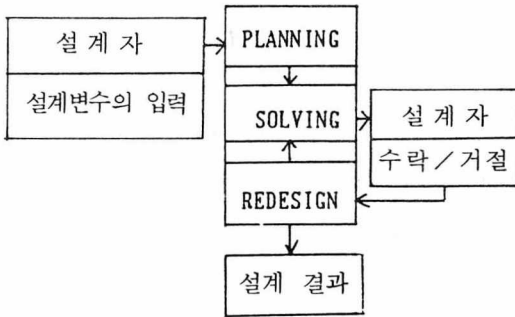 설 계 자
설계변수의 입력
PLANNING
SOLVING
REDESIGN
설 계 자
수락／거절
설계 결과